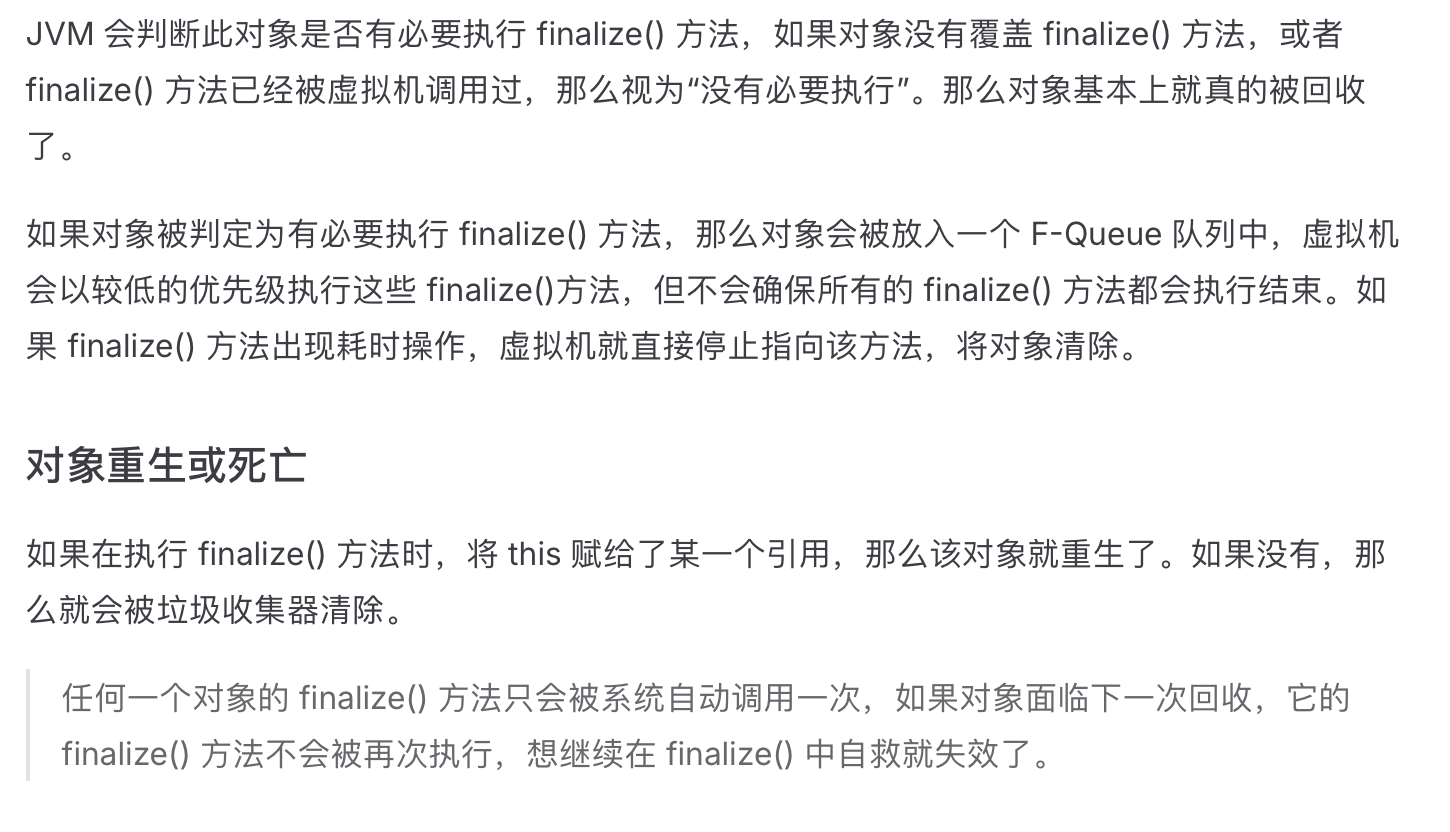 JVM 会判断此对象是否有必要执行 finalize() 方法，如果对象没有覆盖 finalize() 方法，或者
finalize() 方法已经被虚拟机调用过，那么视为“没有必要执行”。那么对象基本上就真的被回收
了。
如果对象被判定为有必要执行 finalize() 方法，那么对象会被放入一个 F-Queue 队列中，虚拟机
会以较低的优先级执行这些 finalize()方法，但不会确保所有的 finalize() 方法都会执行结束。如
果 finalize() 方法出现耗时操作，虚拟机就直接停止指向该方法，将对象清除。
对象重生或死亡
如果在执行 finalize() 方法时，将 this 赋给了某一个引用，那么该对象就重生了。如果没有，那
么就会被垃圾收集器清除。
任何一个对象的 finalize() 方法只会被系统自动调用一次，如果对象面临下一次回收，它的
finalize() 方法不会被再次执行，想继续在 finalize() 中自救就失效了。